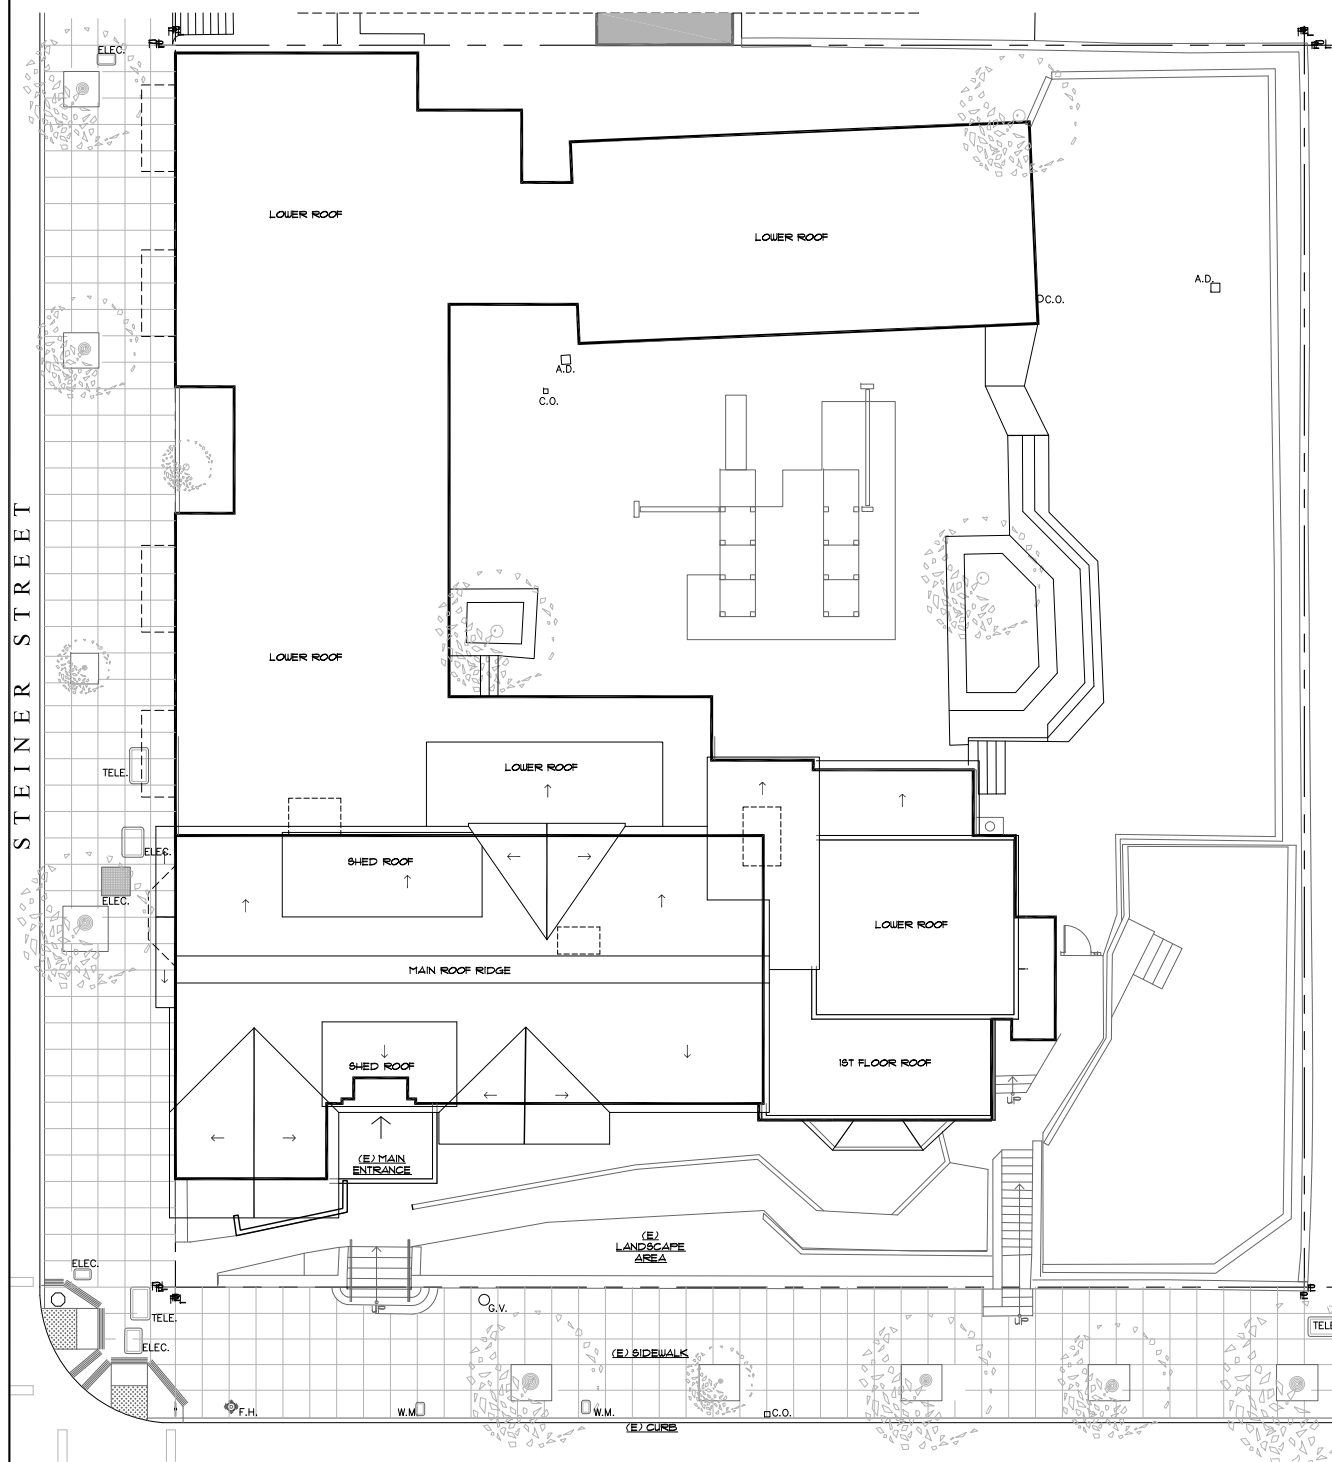 ELEC.
LOWER ROOF
LOWER ROOF
A.D.
C.O.
A.D.
C.O.
STEINER STREET
LOWER ROOF
TELE.
LOWER ROOF
ELEC.
SHED ROOF
ELEC.
LOWER ROOF
MAIN ROOF RIDGE
SHED ROOF
1ST FLOOR ROOF
UP
(E) MAIN
ENTRANCE
(E)
LANDSCAPE
AREA
ELEC.
TELE.
UP
G.V.
UP
TELE
ELEC.
(E) SIDEWALK
F.H.
W.M.
W.M.
C.O.
(E) CURB